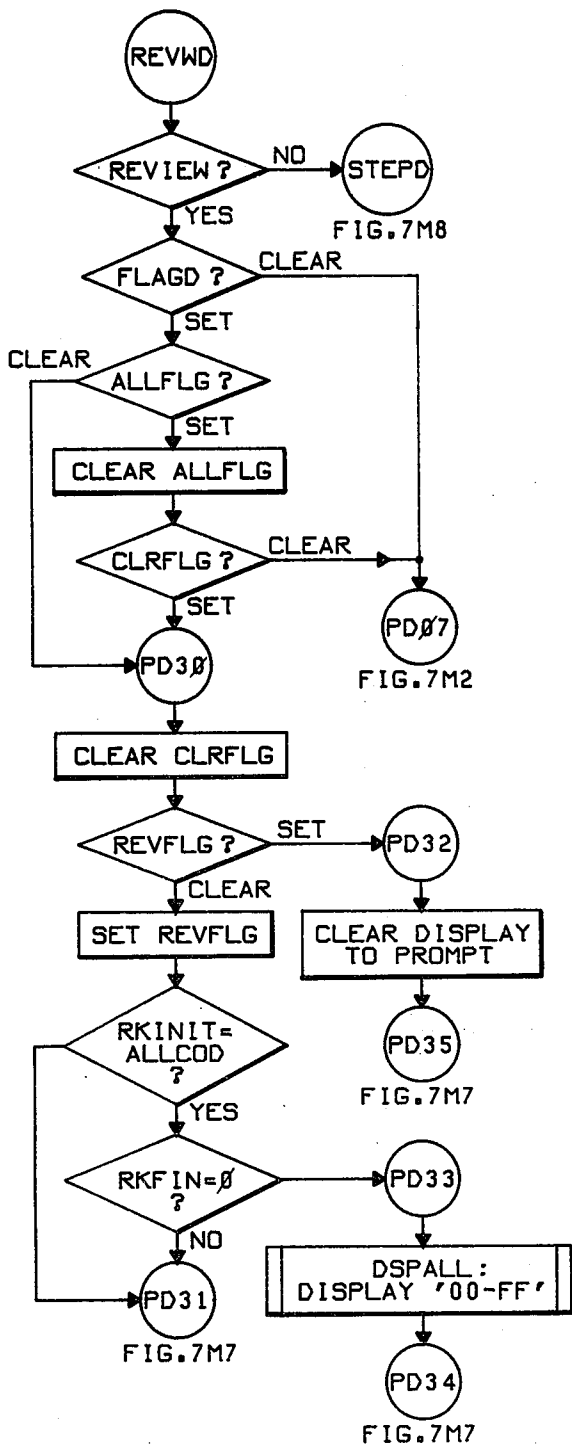 REVWD
REVIEW?
NO
STEPD
YES
FIG.7M8
FLAGD?
CLEAR
SET
CLEAR
ALLFLG?
SET
CLEAR ALLFLG
CLRFLG?
CLEAR
SET
PDØ7
PD3Ø
FIG.7M2
CLEAR CLRFLG
REVFLG?
SET
PD32
CLEAR
SET REVFLG
CLEAR DISPLAY
TO PROMPT
RKINIT=
ALLCOD
?
PD35
FIG.7M7
YES
RKFIN=Ø
?
PD33
NO
DSPALL:
DISPLAY '00-FF'
PD31
FIG.7M7
PD34
FIG.7M7